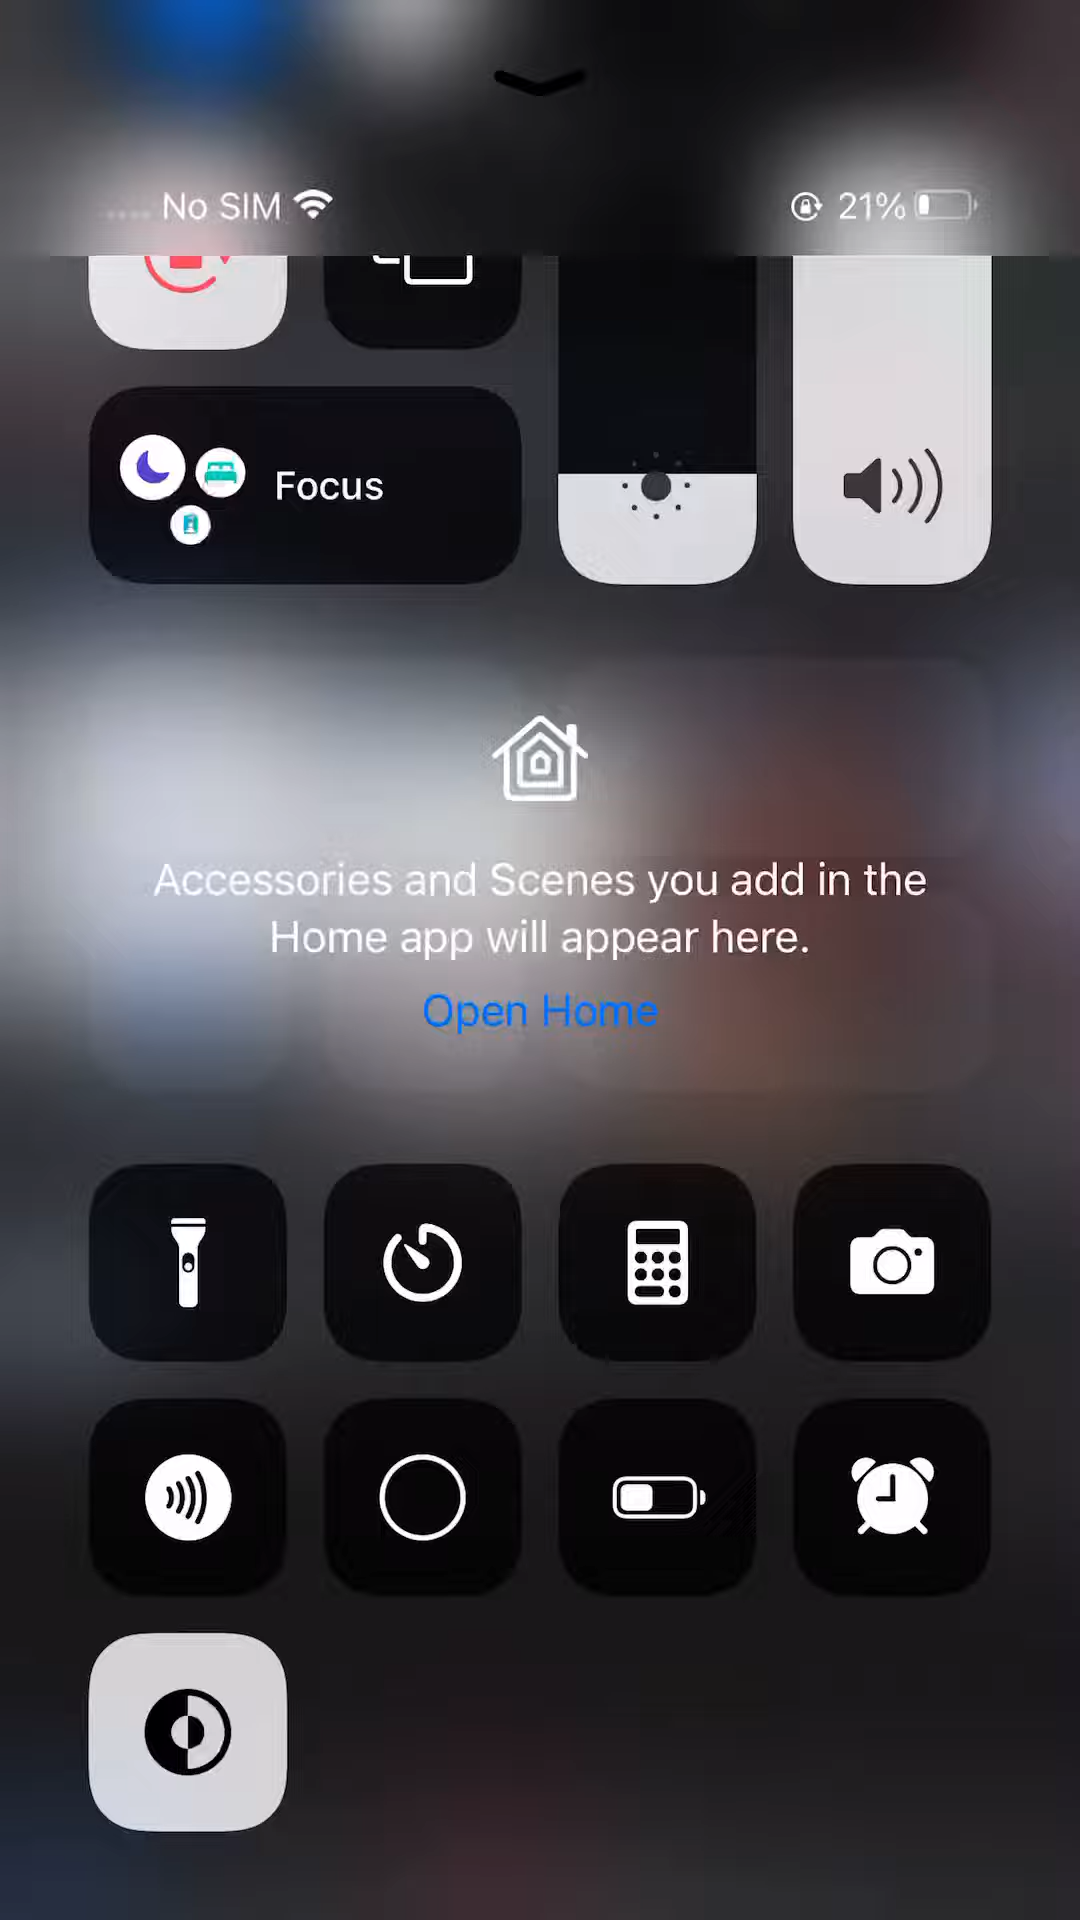 No SIM 21%
Focus
Accessories and Scenes you add in the
Home app will appear here.
Open Home